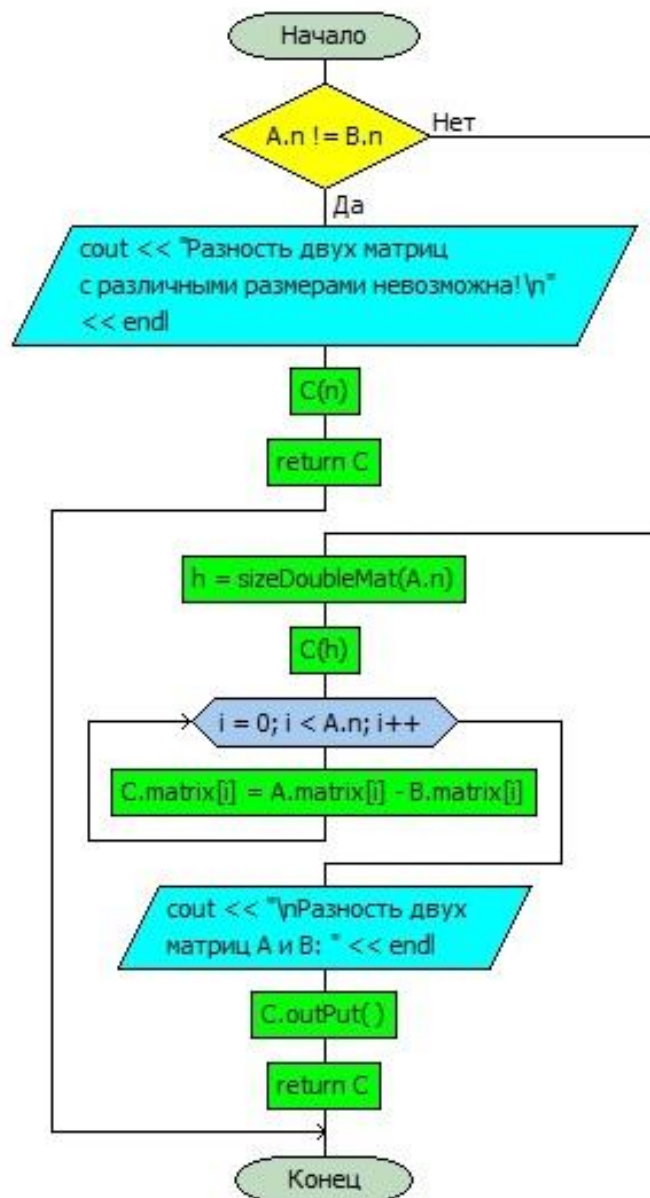 Начало
A.n != B.n
Нет
Да
cout << "Разность двух матриц
с различными размерами невозможна!\n"
<< endl
C(n)
return C
h = sizeDoubleMat(A.n)
C(h)
i = 0; i < A.n; i++
C.matrix[i] = A.matrix[i] - B.matrix[i]
cout << "\nРазность двух
матриц A и B: " << endl
C.outPut( )
return C
Конец